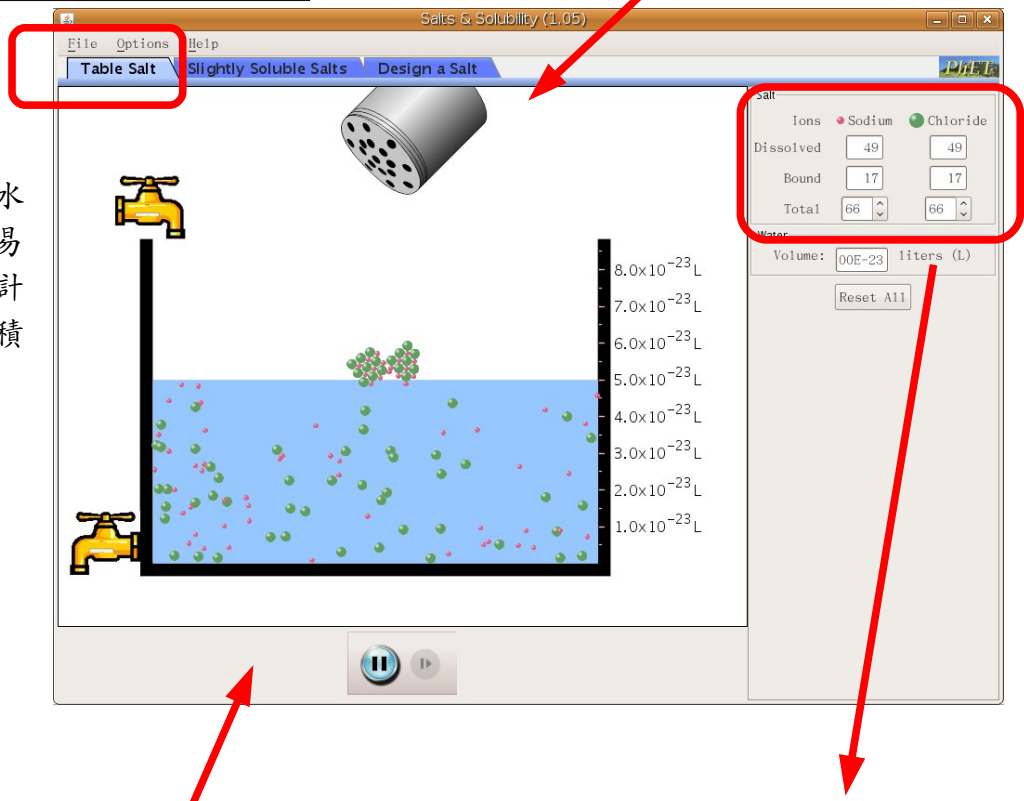 Salts & Solubility (1.05)
File Options Help
Table Salt Slightly Soluble Salts Design a Salt
PhET
Salt
Ions Sodium Chloride
Dissolved 49 49
Bound 17 17
Total 66 66
Water
Volume: 00E-23 liters (L)
Reset All
水
易
計
積
8.0x10⁻²³L
7.0x10⁻²³L
6.0x10⁻²³L
5.0x10⁻²³L
4.0x10⁻²³L
3.0x10⁻²³L
2.0x10⁻²³L
1.0x10⁻²³L